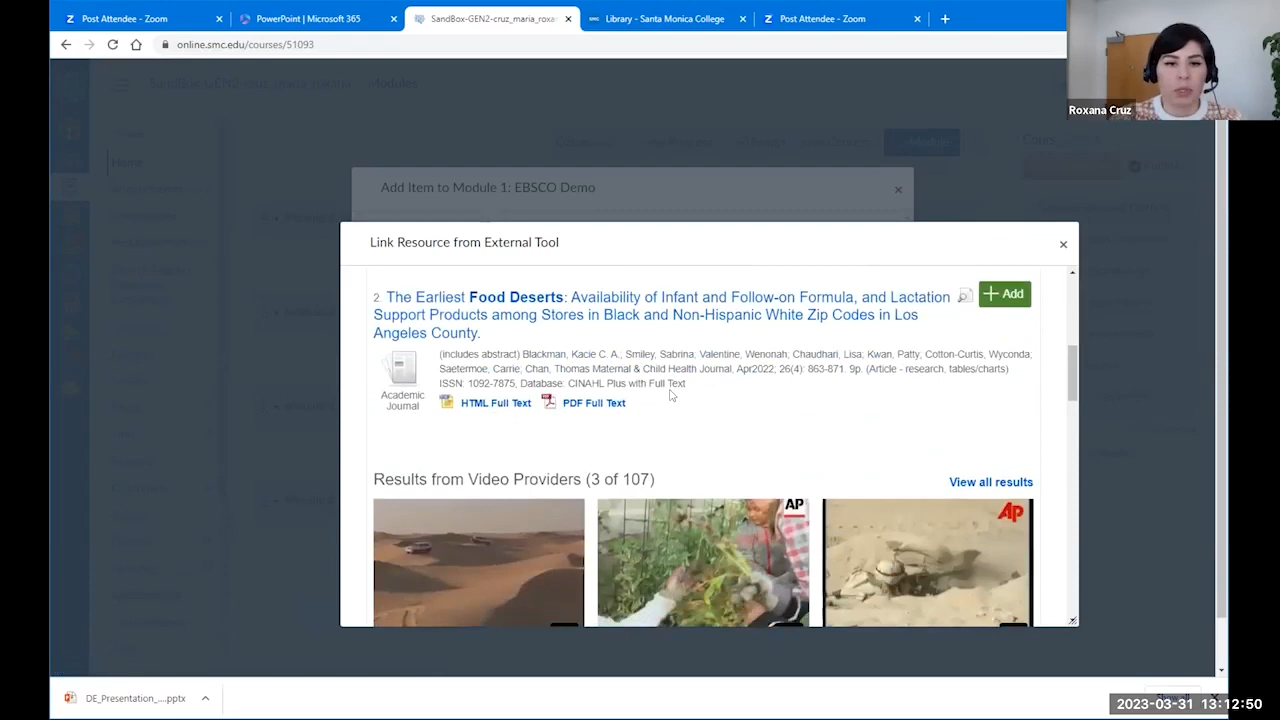 Post Attendee - Zoom
PowerPoint | Microsoft 365
SandBox-GEN2-cruz_maria_roxa
Library - Santa Monica College
Post Attendee - Zoom
online.smc.edu/courses/51093
Roxana Cruz
Modules
Home
Add Item to Module 1: EBSCO Demo
Link Resource from External Tool
2. The Earliest Food Deserts: Availability of Infant and Follow-on Formula, and Lactation
Support Products among Stores in Black and Non-Hispanic White Zip Codes in Los
Angeles County.
Add
(includes abstract) Blackman, Kacie C. A., Smiley, Sabrina, Valentine, Wenonah, Chaudhari, Lisa; Kwan, Patty, Cotton-Curtis, Wyconda;
Saetermoe, Carrie, Chan, Thomas Maternal & Child Health Journal, Apr2022; 26(4): 863-871. 9p. (Article - research, tables/charts)
ISSN: 1092-7875, Database: CINAHL Plus with Full Text
Academic
Journal
HTML Full Text
PDF Full Text
Results from Video Providers (3 of 107)
View all results
AP
AP
DE_Presentation_....pptx
2023-03-31 13:12:50